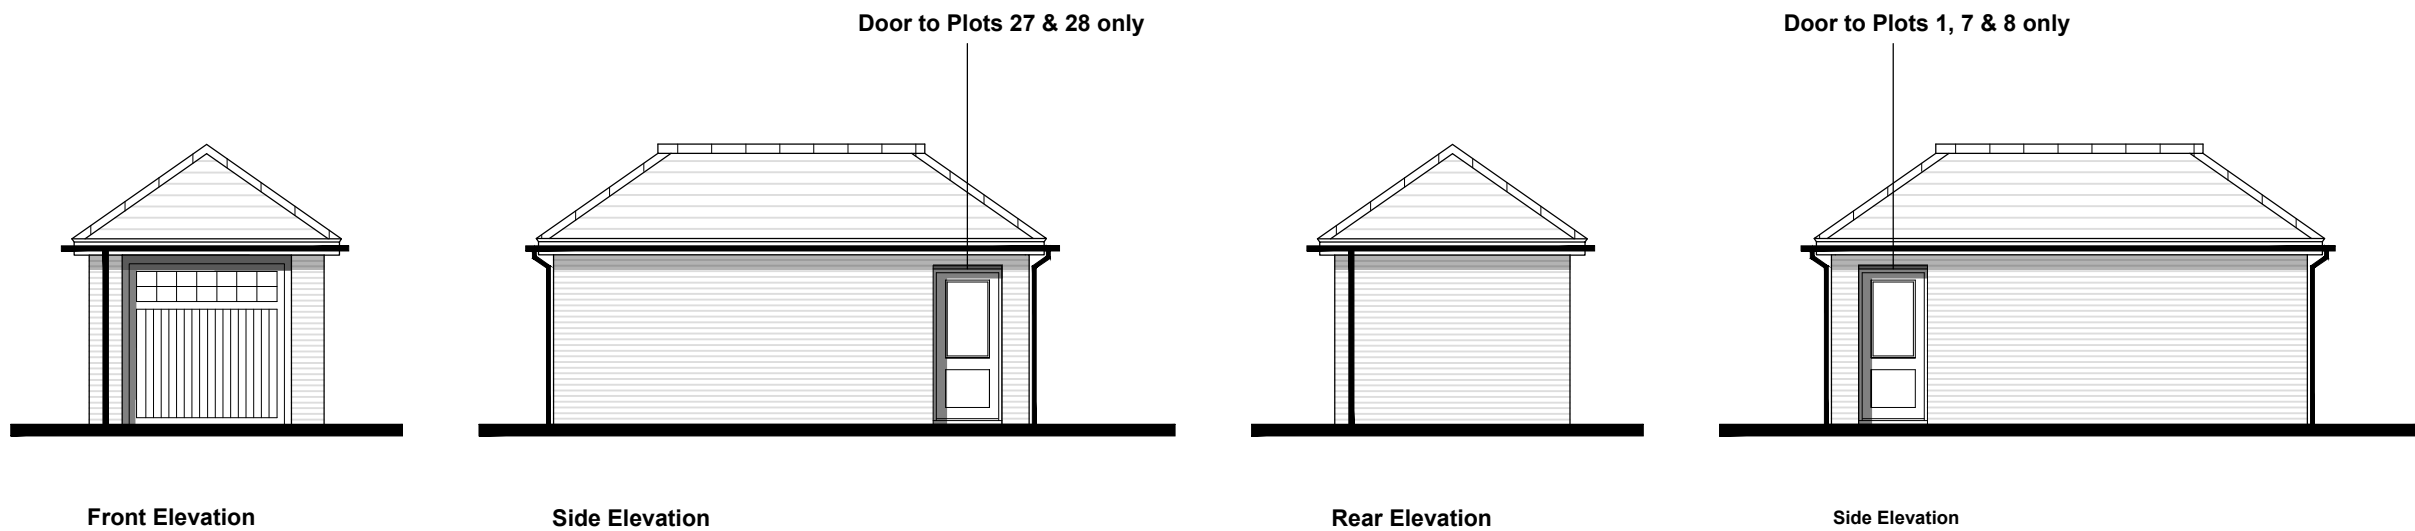 Door to Plots 27 & 28 only
Door to Plots 1, 7 & 8 only
Front Elevation
Side Elevation
Rear Elevation
Side Elevation